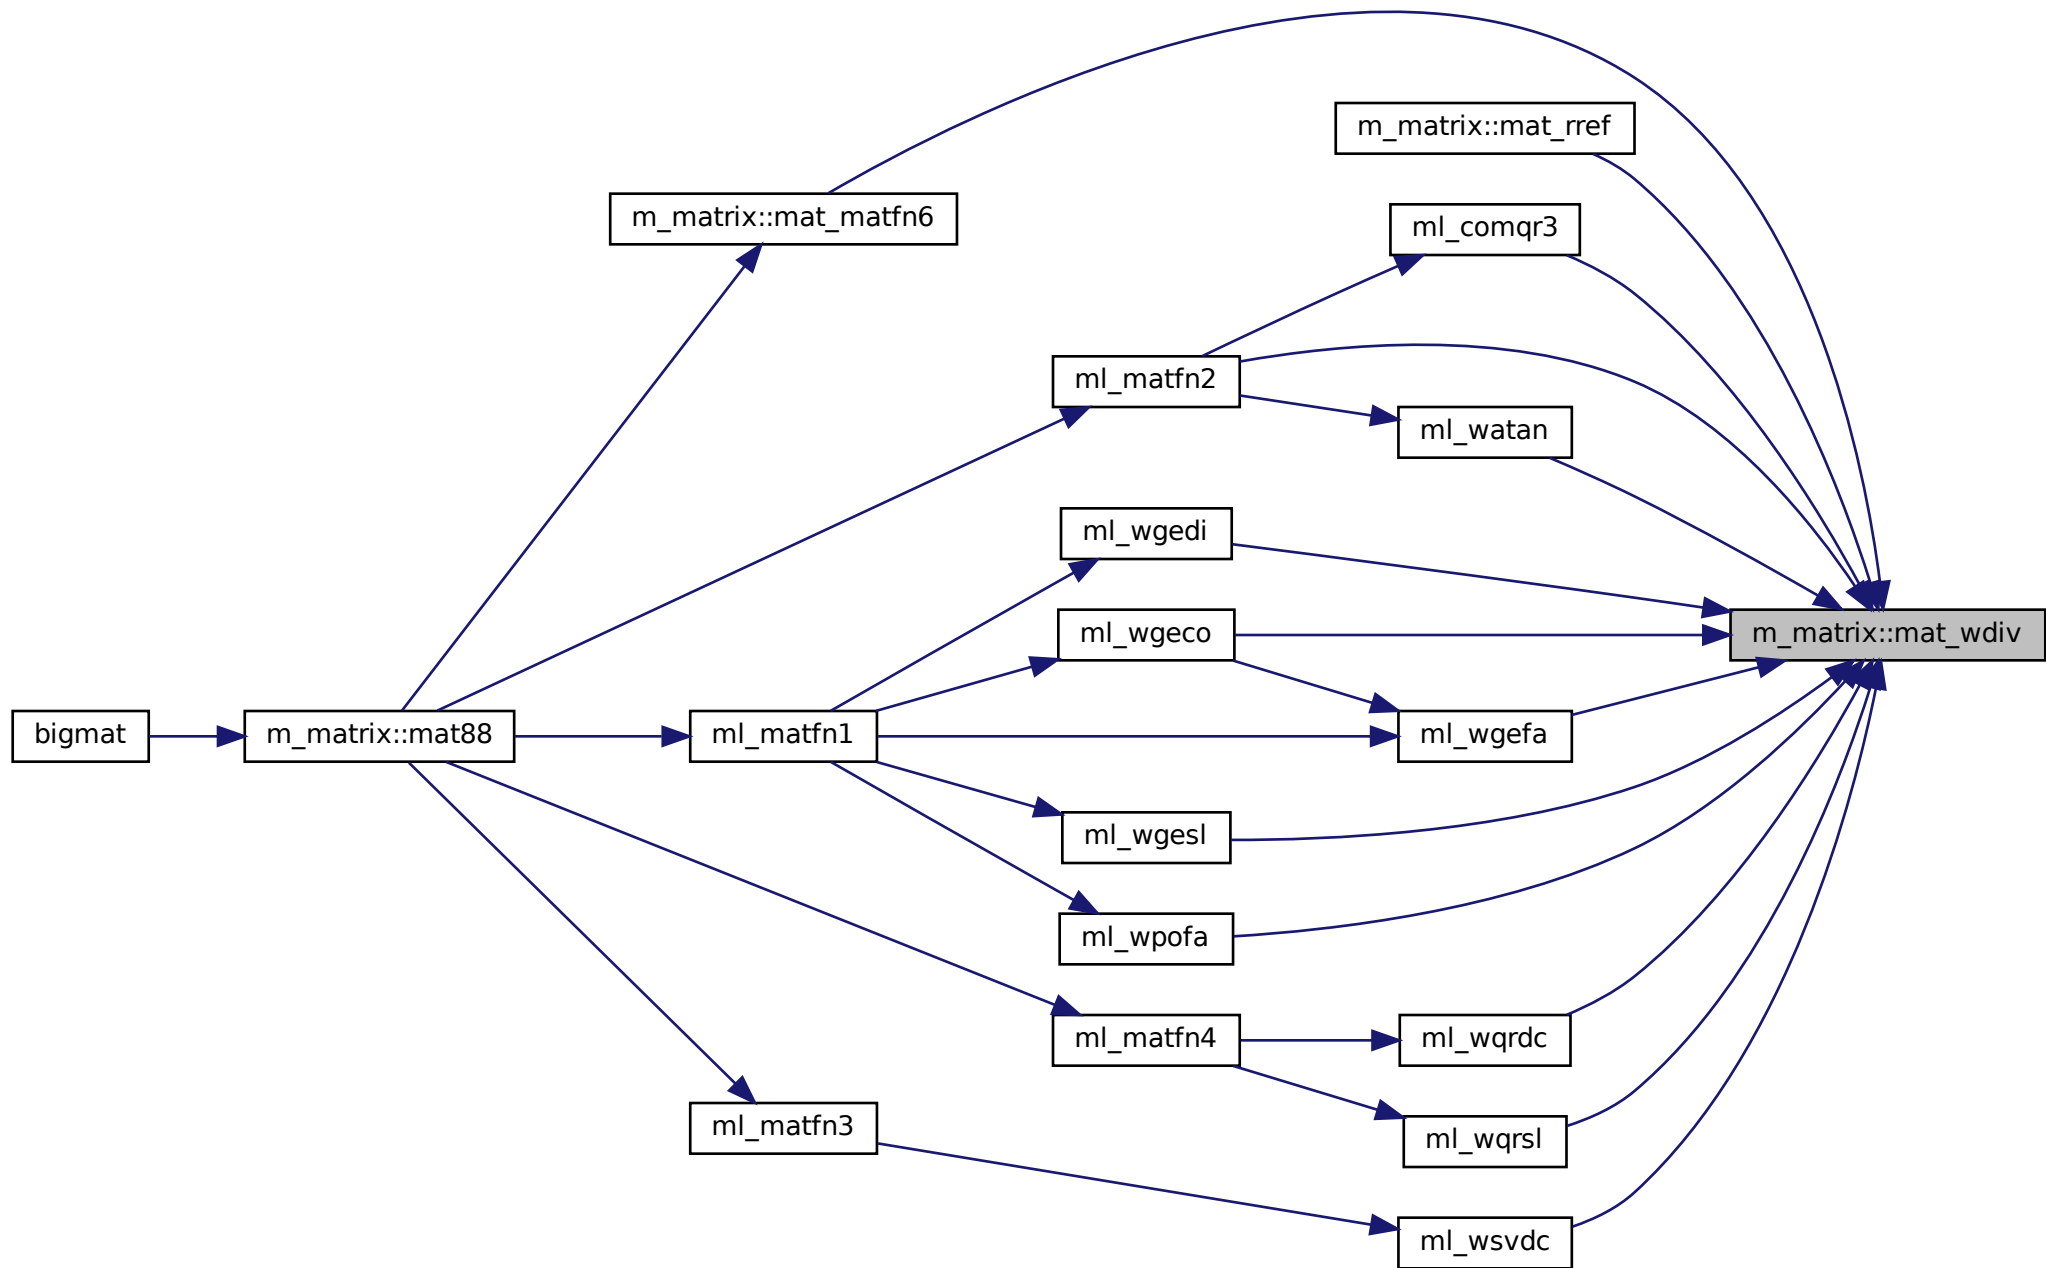 m_matrix::mat_rref
m_matrix::mat_matfn6
ml_comqr3
ml_matfn2
ml_watan
ml_wgedi
ml_wgeco
m_matrix::mat_wdiv
bigmat
m_matrix::mat88
ml_matfn1
ml_wgefa
ml_wgesl
ml_wpofa
ml_matfn4
ml_wqrdc
ml_matfn3
ml_wqrsl
ml_wsvdc